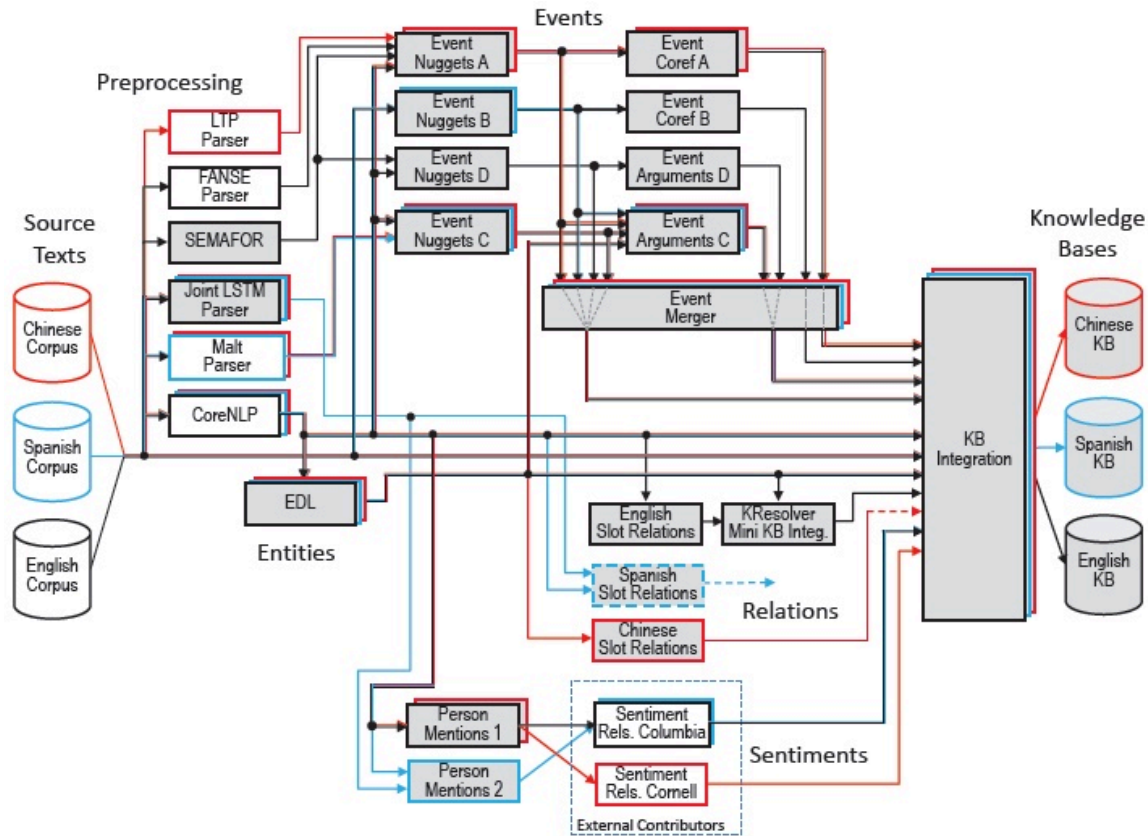 Events
Preprocessing
Source
Texts
Knowledge
Bases
Chinese
Corpus
Spanish
Corpus
English
Corpus
LTP
Parser
FANSE
Parser
SEMAFOR
Joint LSTM
Parser
Malt
Parser
CoreNLP
EDL
Entities
Event
Nuggets A
Event
Nuggets B
Event
Nuggets D
Event
Nuggets C
Event
Coref A
Event
Coref B
Event
Arguments D
Event
Arguments C
Event
Merger
English
Slot Relations
KResolver
Mini KB Integ.
Spanish
Slot Relations
Relations
Chinese
Slot Relations
Person
Mentions 1
Person
Mentions 2
Sentiment
Rels. Columbia
Sentiment
Rels. Cornell
External Contributors
Sentiments
KB
Integration
Chinese
KB
Spanish
KB
English
KB